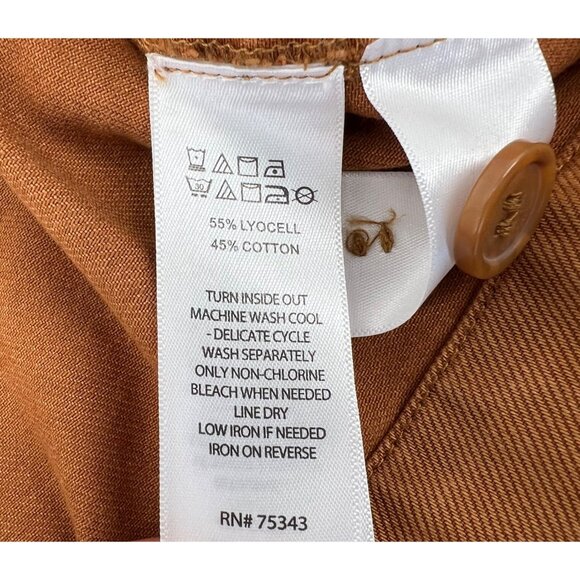 30
55% LYOCELL
45% COTTON
TURN INSIDE OUT
MACHINE WASH COOL
- DELICATE CYCLE
WASH SEPARATELY
ONLY NON-CHLORINE
BLEACH WHEN NEEDED
LINE DRY
LOW IRON IF NEEDED
IRON ON REVERSE
RN# 75343